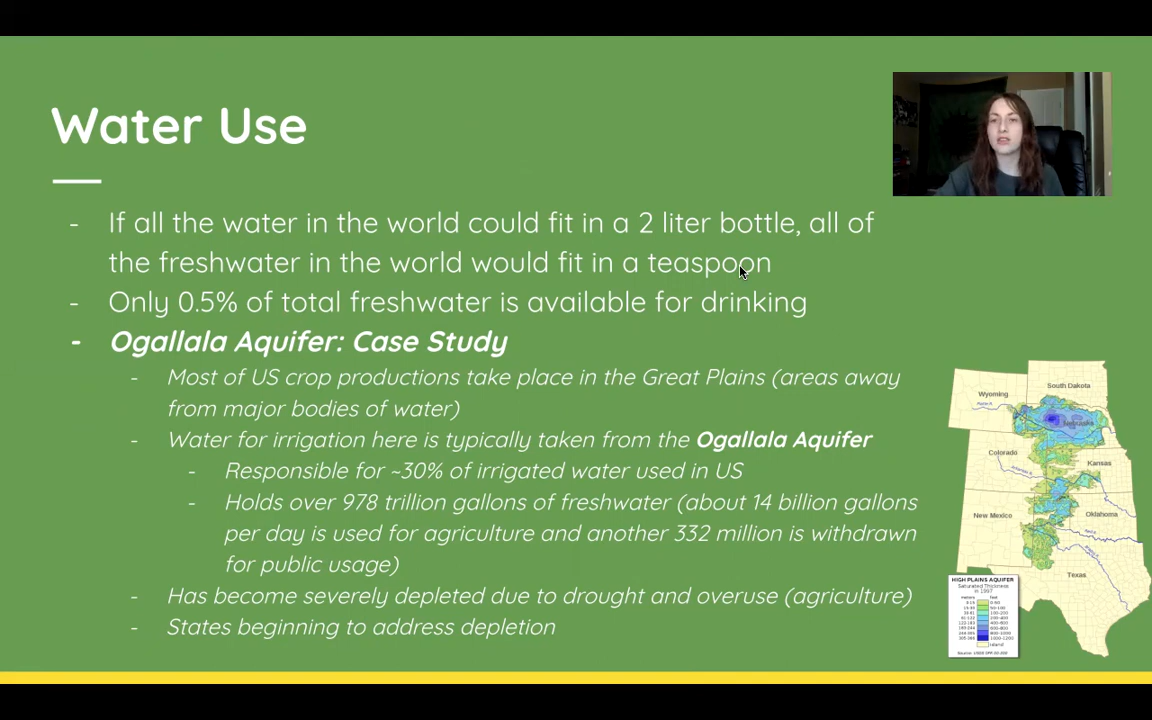 Water Use
- If all the water in the world could fit in a 2 liter bottle, all of
the freshwater in the world would fit in a teaspoon
- Only 0.5% of total freshwater is available for drinking
- Ogallala Aquifer: Case Study
- Most of US crop productions take place in the Great Plains (areas away
from major bodies of water)
- Water for irrigation here is typically taken from the Ogallala Aquifer
- Responsible for ~30% of irrigated water used in US
- Holds over 978 trillion gallons of freshwater (about 14 billion gallons
per day is used for agriculture and another 332 million is withdrawn
for public usage)
- Has become severely depleted due to drought and overuse (agriculture)
- States beginning to address depletion
South Dakota
Wyoming
Nebraska
Colorado
Kansas
New Mexico
Oklahoma
Texas
HIGH PLAINS AQUIFER
Saturated Thickness
in 1997
meters feet